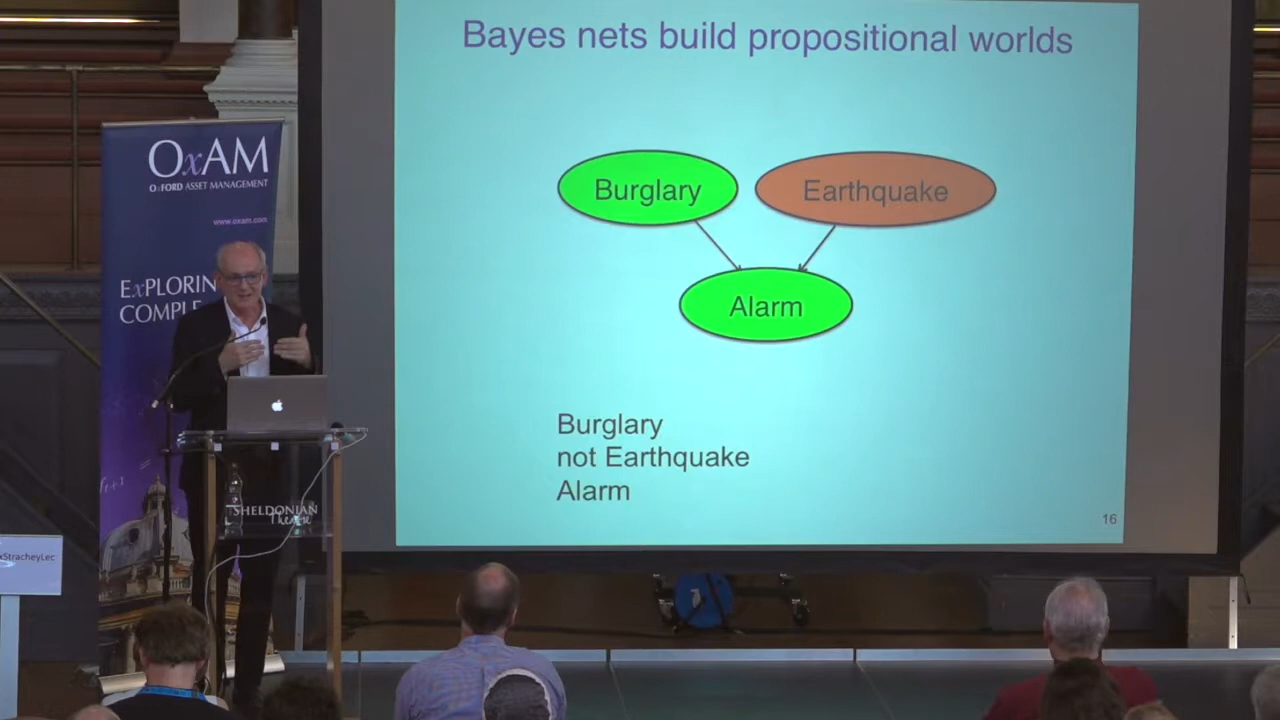 Bayes nets build propositional worlds
Burglary
Earthquake
Alarm
Burglary
not Earthquake
Alarm
16
OxAM
OxFORD ASSET MANAGEMENT
www.oxam.com
ExPLORIN
COMPLE
SHELDONIAN
Theatre
xStracheyLec